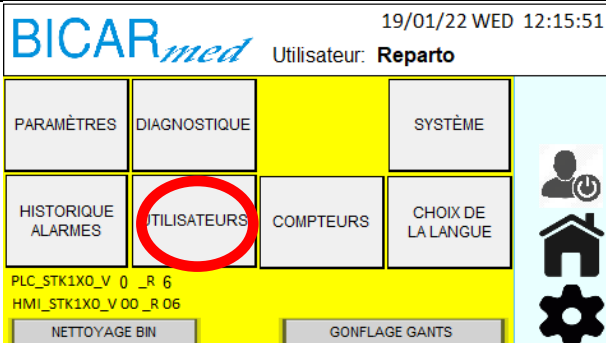 BICARmed
19/01/22 WED 12:15:51
Utilisateur: Reparto
PARAMÈTRES
DIAGNOSTIQUE
SYSTÈME
HISTORIQUE
ALARMES
UTILISATEURS
COMPTEURS
CHOIX DE
LA LANGUE
PLC_STK1X0_V 0 _R 6
HMI_STK1X0_V 00 _R 06
NETTOYAGE BIN
GONFLAGE GANTS